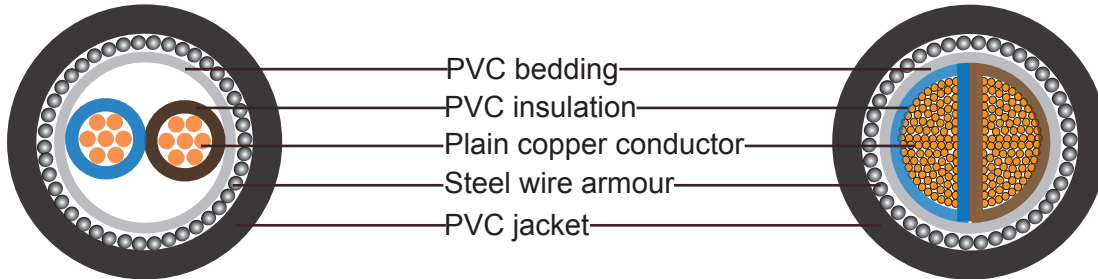 PVC bedding
PVC insulation
Plain copper conductor
Steel wire armour
PVC jacket